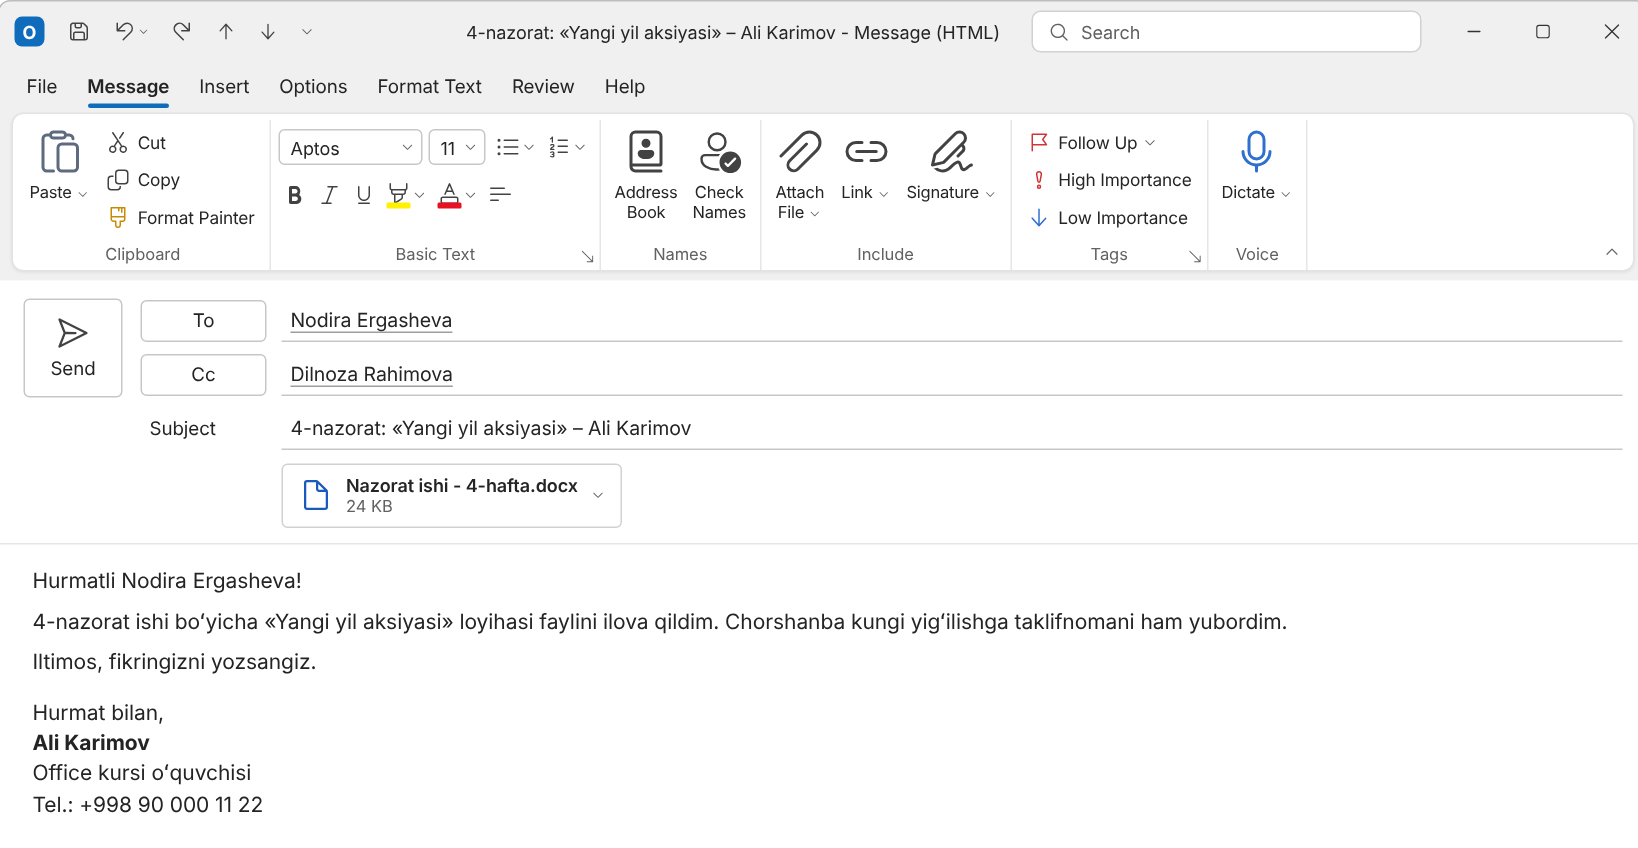 4-nazorat: «Yangi yil aksiyasi» – Ali Karimov - Message (HTML)
Search
File Message Insert Options Format Text Review Help
Paste
Cut
Copy
Format Painter
Clipboard
Aptos 11
B I U A
Basic Text
Address Book
Check Names
Names
Attach File
Link
Signature
Include
Follow Up
High Importance
Low Importance
Tags
Dictate
Voice
Send
To Nodira Ergasheva
Cc Dilnoza Rahimova
Subject 4-nazorat: «Yangi yil aksiyasi» – Ali Karimov
Nazorat ishi - 4-hafta.docx
24 KB
Hurmatli Nodira Ergasheva!
4-nazorat ishi boʻyicha «Yangi yil aksiyasi» loyihasi faylini ilova qildim. Chorshanba kungi yigʻilishga taklifnomani ham yubordim.
Iltimos, fikringizni yozsangiz.
Hurmat bilan,
Ali Karimov
Office kursi oʻquvchisi
Tel.: +998 90 000 11 22